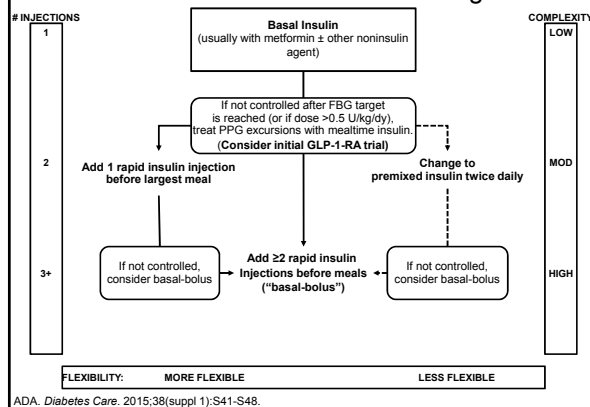 # INJECTIONS
COMPLEXITY
1
Basal Insulin
(usually with metformin ± other noninsulin
agent)
LOW
If not controlled after FBG target
is reached (or if dose >0.5 U/kg/dy),
treat PPG excursions with mealtime insulin.
(Consider initial GLP-1-RA trial)
2
Add 1 rapid insulin injection
before largest meal
Change to
premixed insulin twice daily
MOD
3+
If not controlled,
consider basal-bolus
Add ≥2 rapid insulin
Injections before meals
("basal-bolus")
If not controlled,
consider basal-bolus
HIGH
FLEXIBILITY: MORE FLEXIBLE LESS FLEXIBLE
ADA. Diabetes Care. 2015;38(suppl 1):S41-S48.